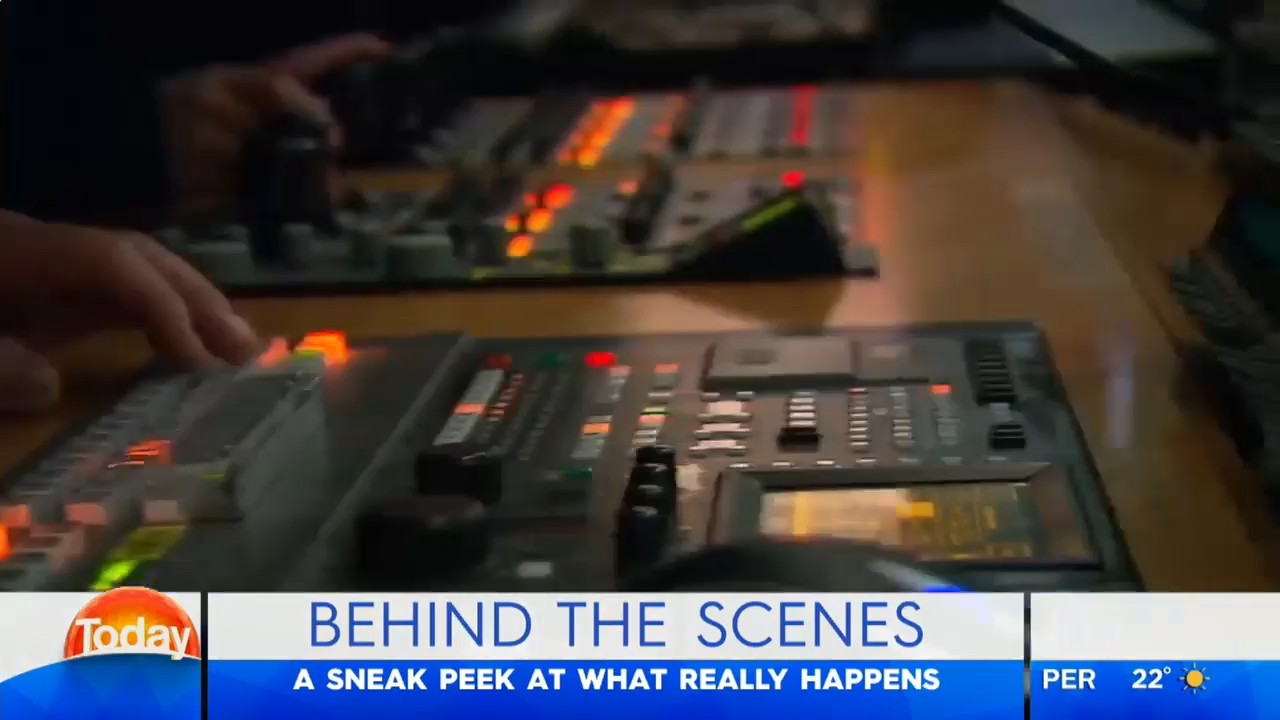 Today
BEHIND THE SCENES
A SNEAK PEEK AT WHAT REALLY HAPPENS
PER 22°